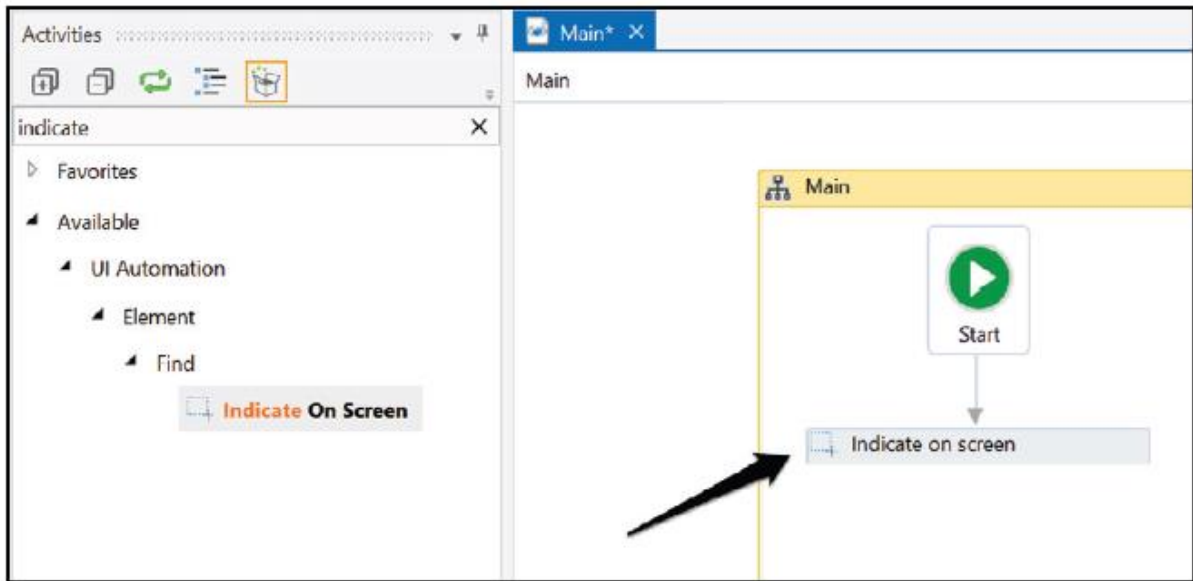 Activities
indicate
Favorites
Available
UI Automation
Element
Find
Indicate On Screen
Main*
Main
Main
Start
Indicate on screen